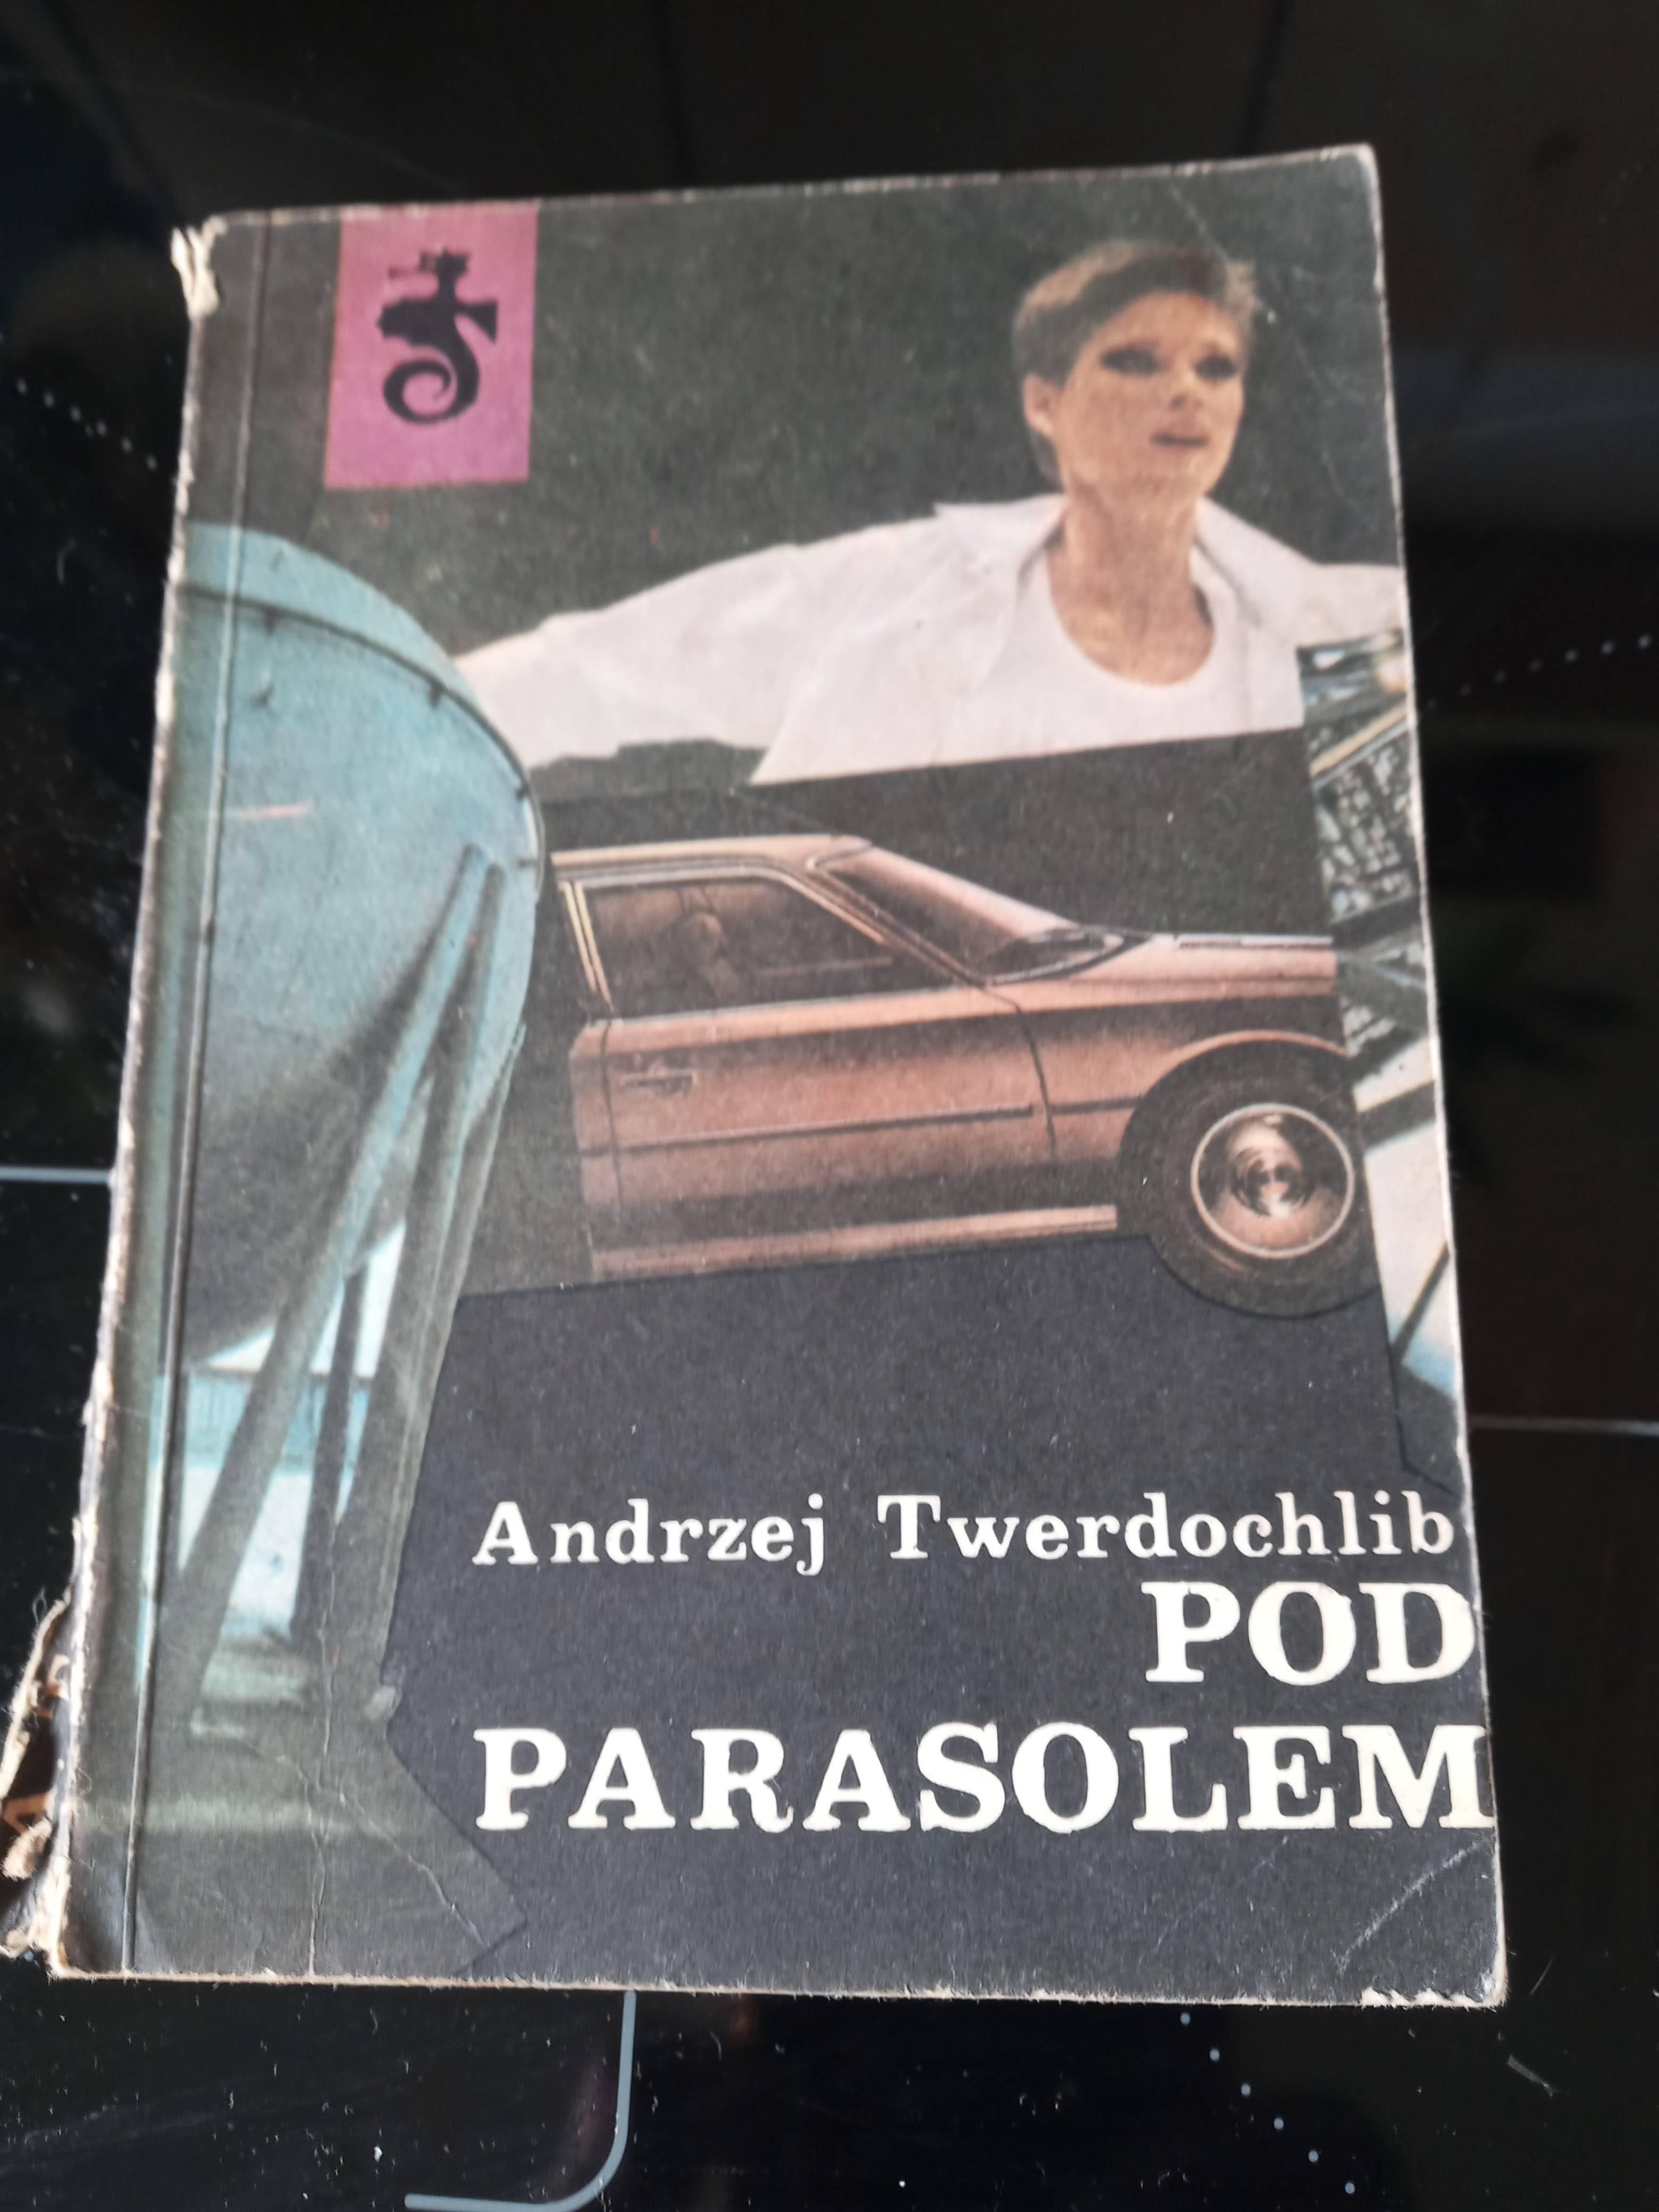 Andrzej Twerdochlib
POD
PARASOLEM